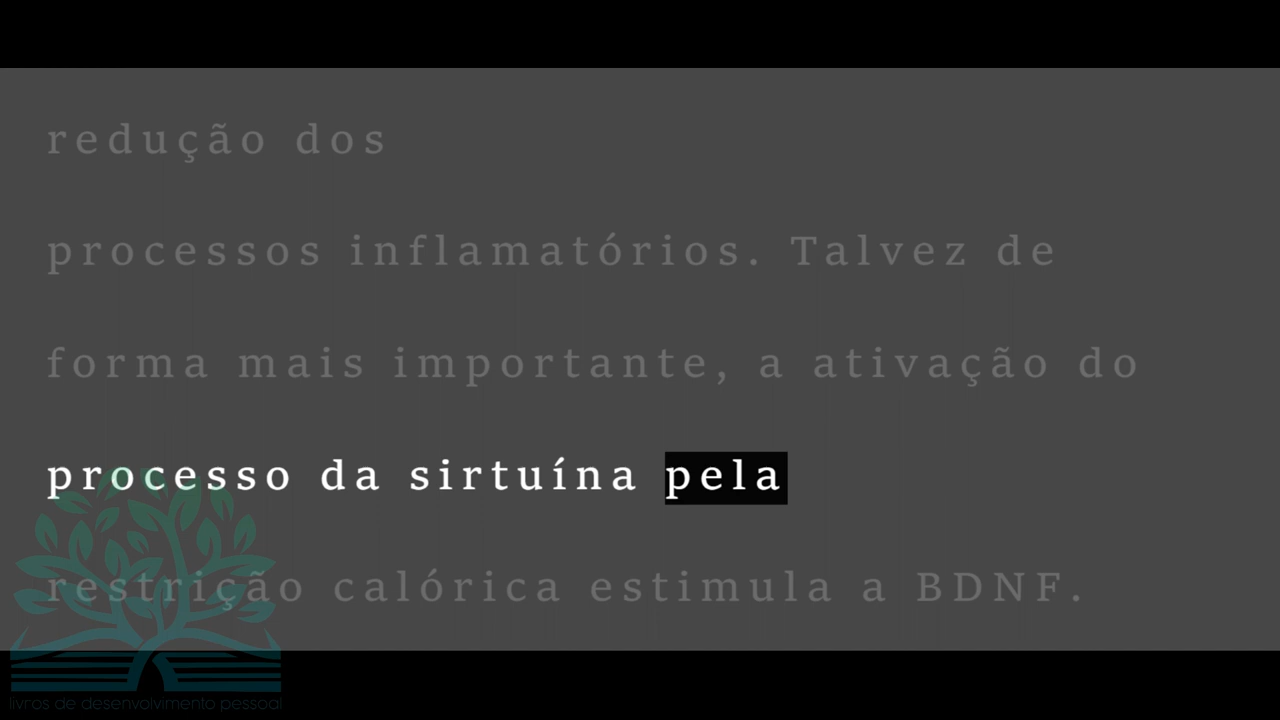 redução dos
processos inflamatórios. Talvez de
forma mais importante, a ativação do
processo da sirtuína pela
restrição calórica estimula a BDNF.
livros de desenvolvimento pessoal